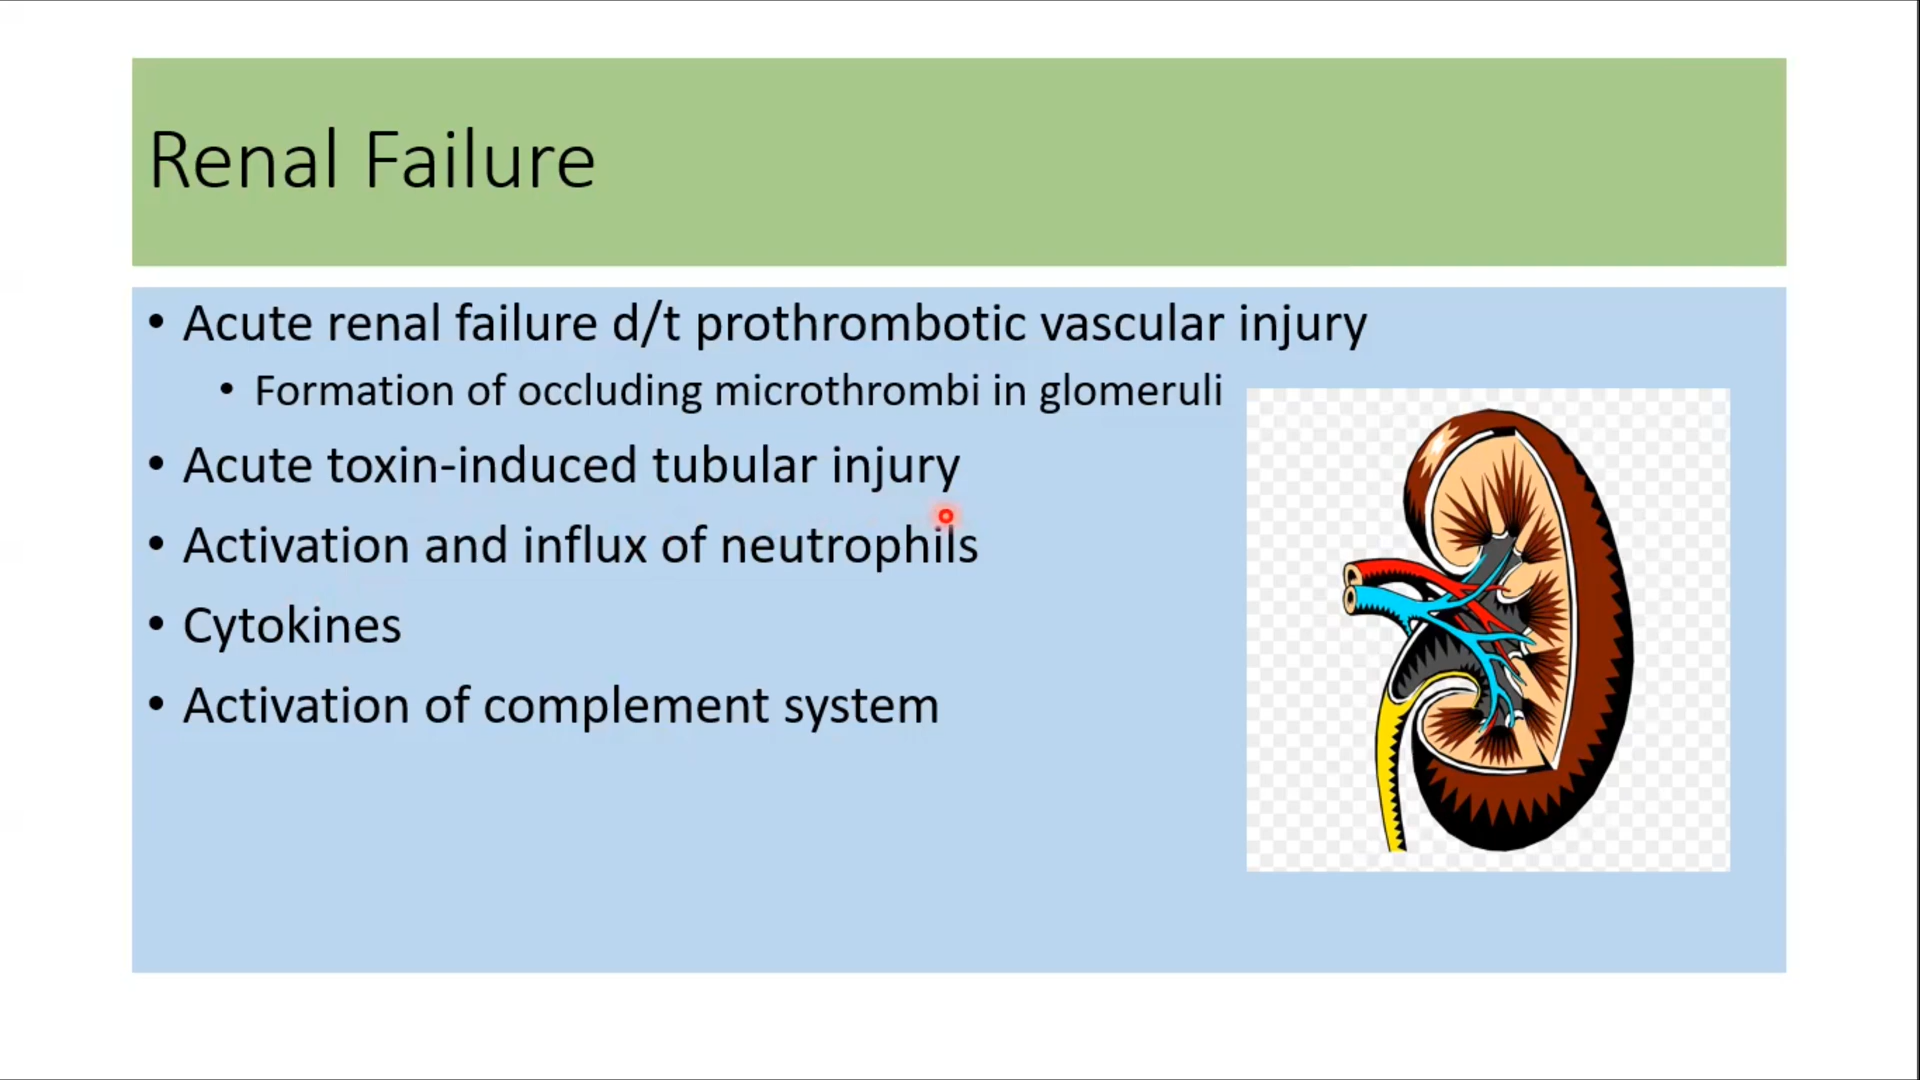 Renal Failure
• Acute renal failure d/t prothrombotic vascular injury
• Formation of occluding microthrombi in glomeruli
• Acute toxin-induced tubular injury
• Activation and influx of neutrophils
• Cytokines
• Activation of complement system